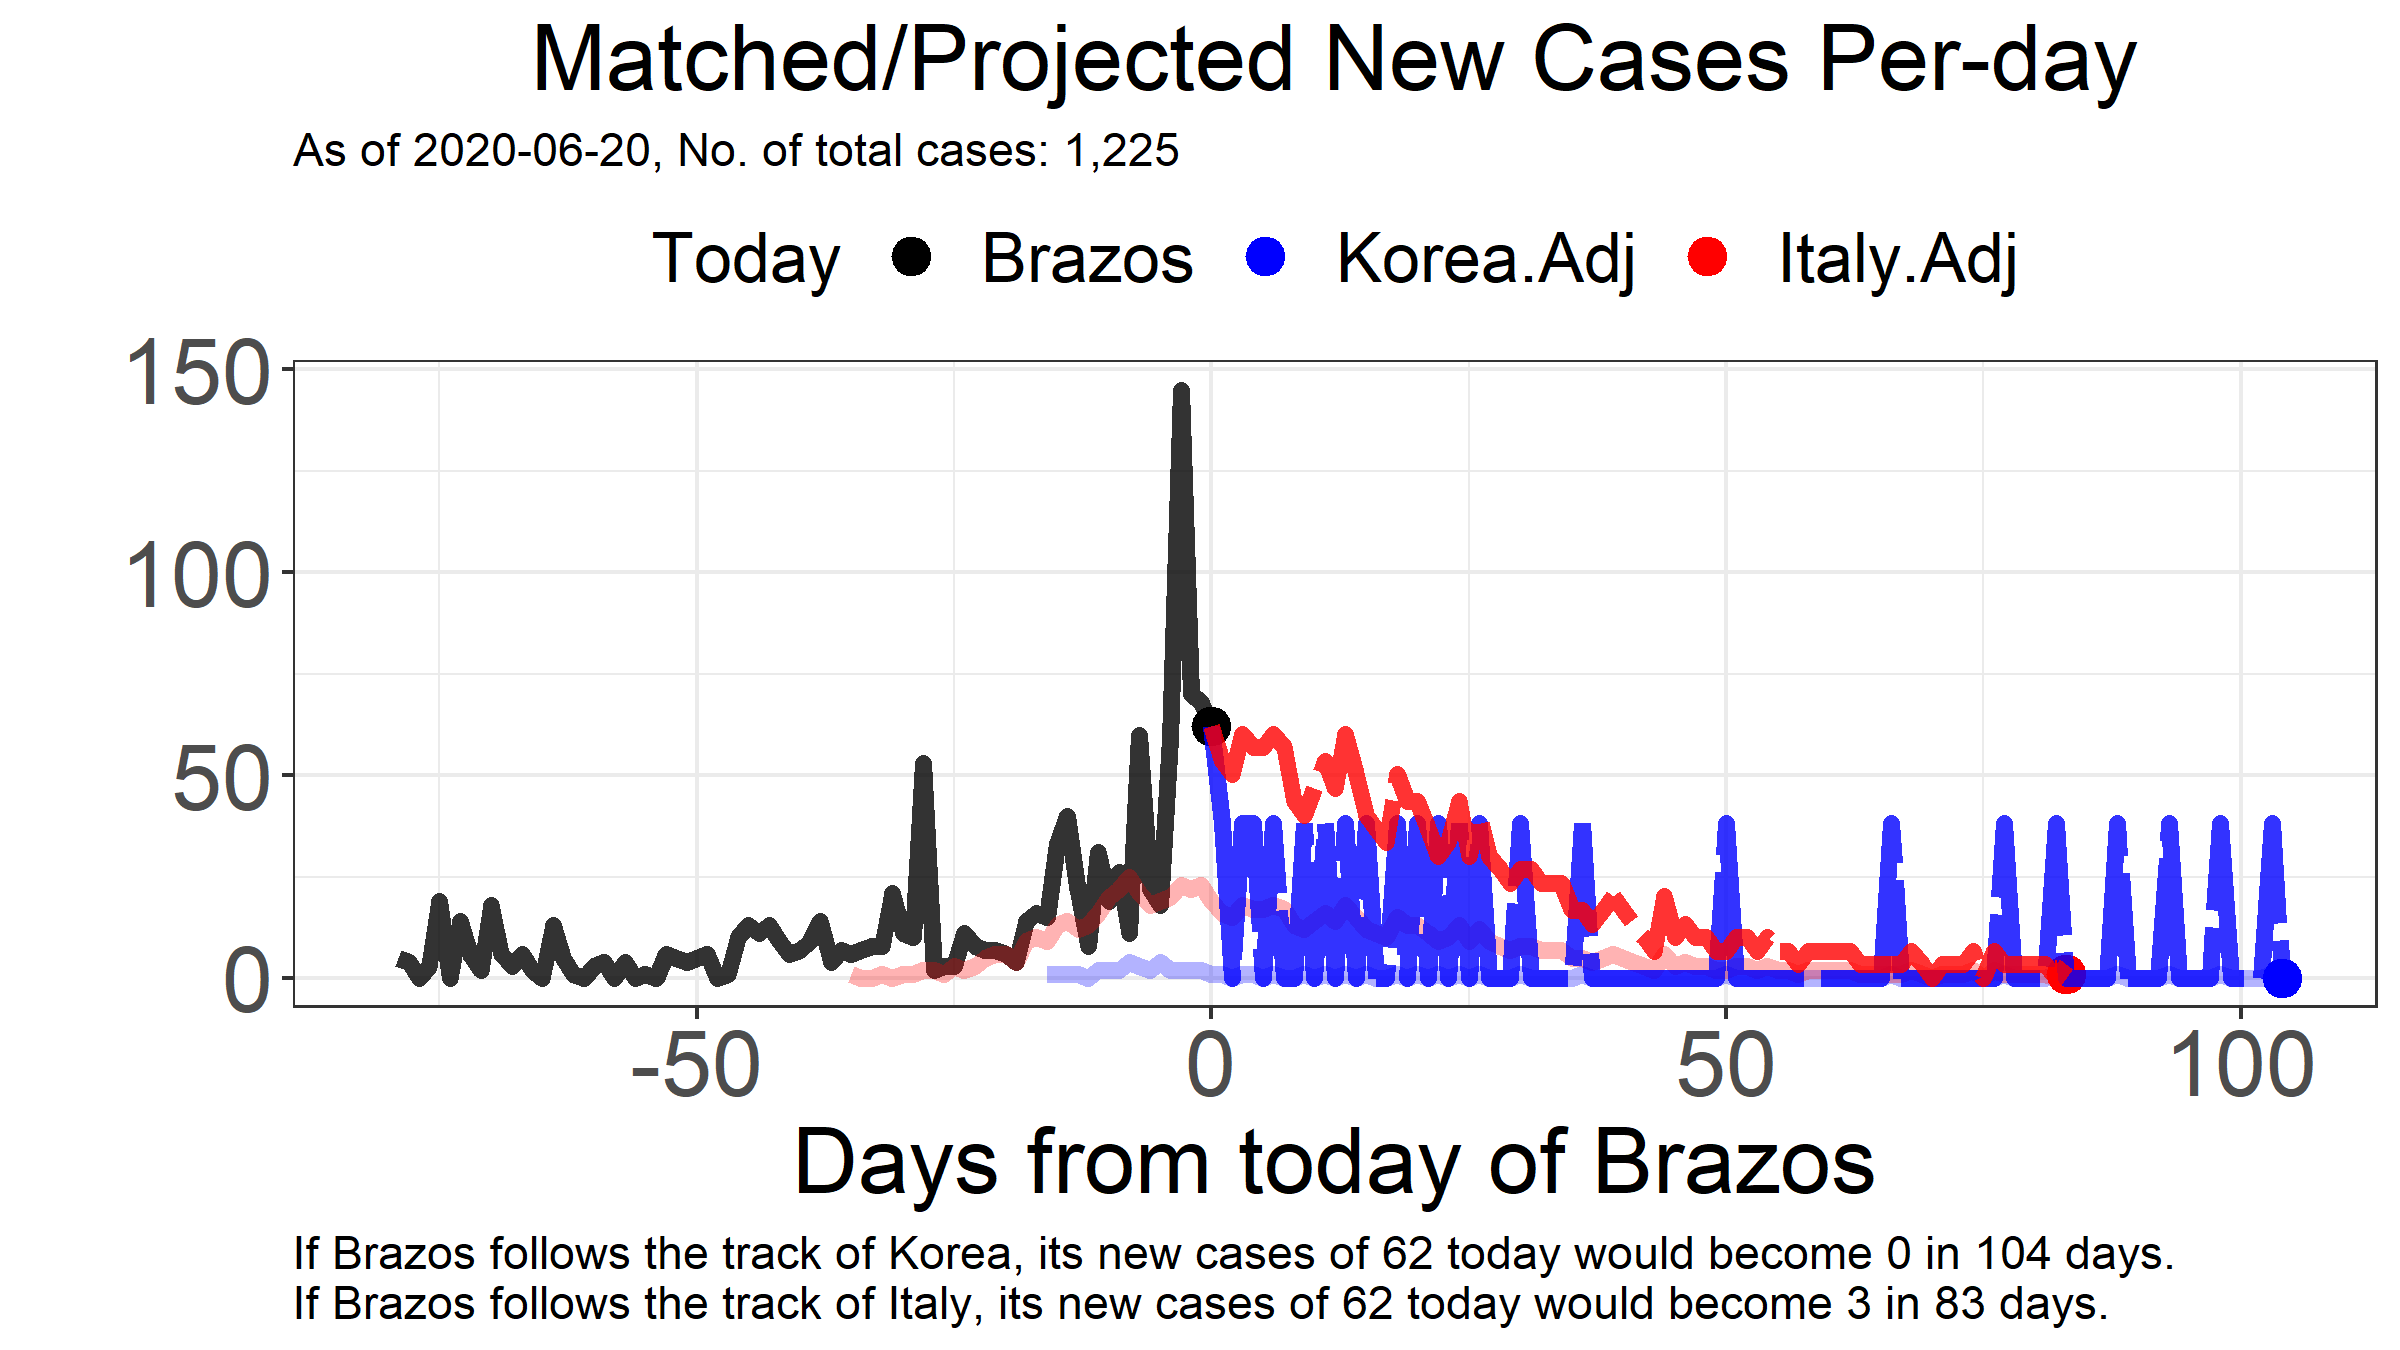 Matched/Projected New Cases Per-day
As of 2020-06-20, No. of total cases: 1,225
Today Brazos Korea.Adj Italy.Adj
150
100
50
0
-50 0 50 100
Days from today of Brazos
If Brazos follows the track of Korea, its new cases of 62 today would become 0 in 104 days.
If Brazos follows the track of Italy, its new cases of 62 today would become 3 in 83 days.